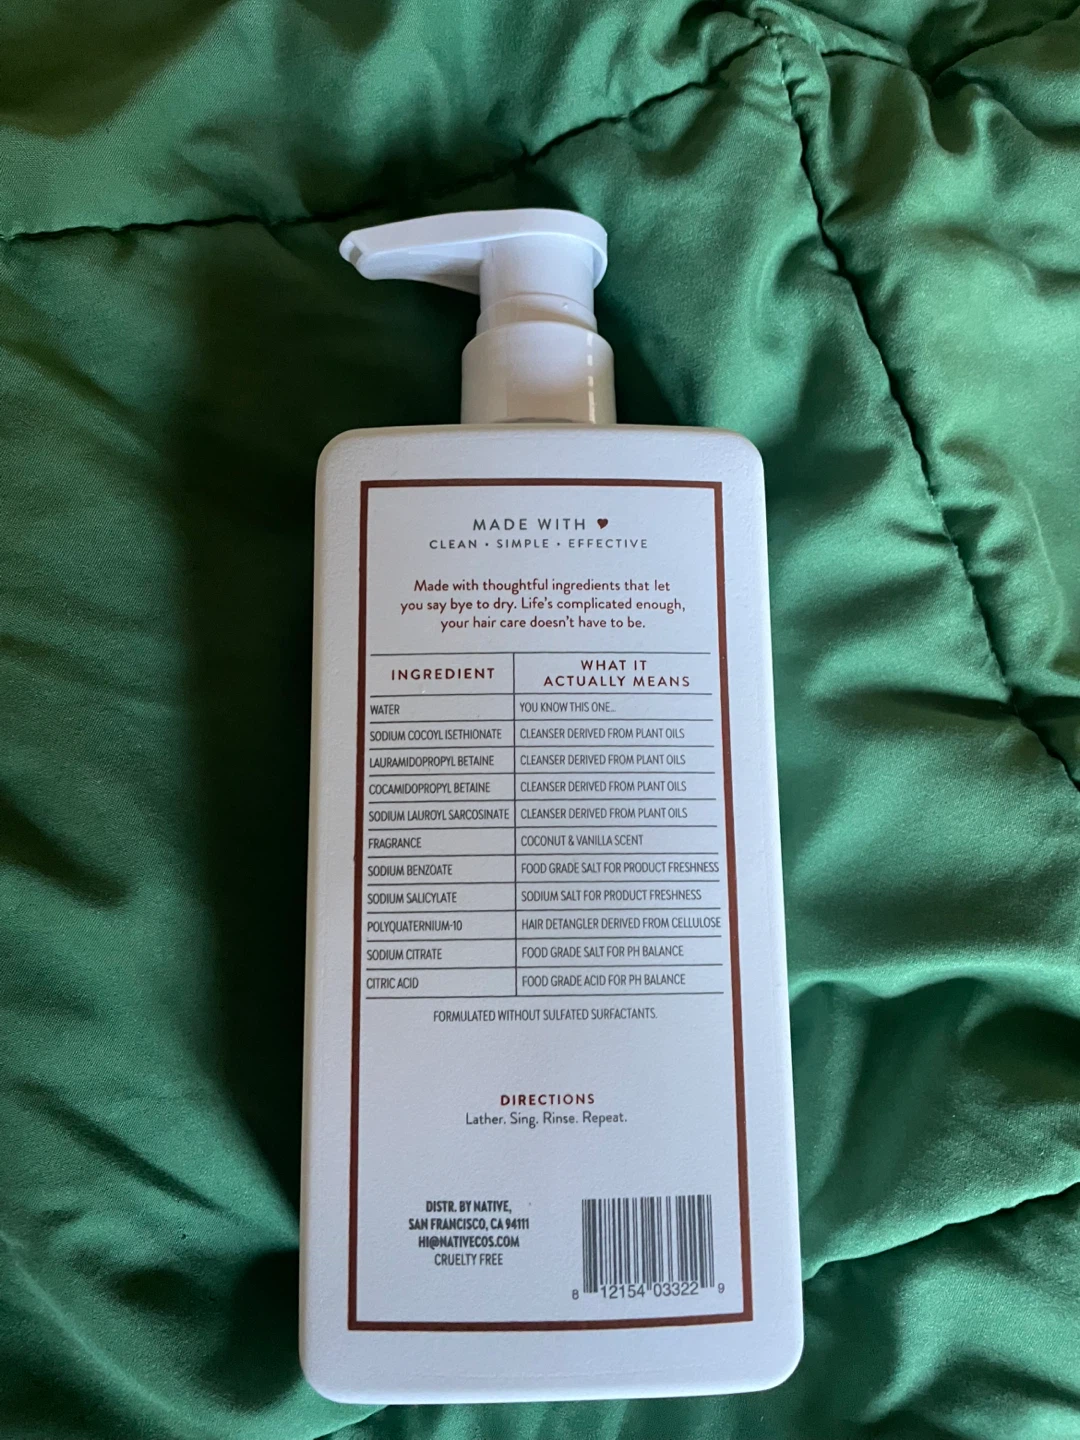 MADE WITH ♥
CLEAN • SIMPLE • EFFECTIVE
Made with thoughtful ingredients that let
you say bye to dry. Life's complicated enough,
your hair care doesn't have to be.
INGREDIENT WHAT IT
ACTUALLY MEANS
WATER YOU KNOW THIS ONE...
SODIUM COCOYL ISETHIONATE CLEANSER DERIVED FROM PLANT OILS
LAURAMIDOPROPYL BETAINE CLEANSER DERIVED FROM PLANT OILS
COCAMIDOPROPYL BETAINE CLEANSER DERIVED FROM PLANT OILS
SODIUM LAUROYL SARCOSINATE CLEANSER DERIVED FROM PLANT OILS
FRAGRANCE COCONUT & VANILLA SCENT
SODIUM BENZOATE FOOD GRADE SALT FOR PRODUCT FRESHNESS
SODIUM SALICYLATE SODIUM SALT FOR PRODUCT FRESHNESS
POLYQUATERNIUM-10 HAIR DETANGLER DERIVED FROM CELLULOSE
SODIUM CITRATE FOOD GRADE SALT FOR PH BALANCE
CITRIC ACID FOOD GRADE ACID FOR PH BALANCE
FORMULATED WITHOUT SULFATED SURFACTANTS.
DIRECTIONS
Lather. Sing. Rinse. Repeat.
DISTR. BY NATIVE,
SAN FRANCISCO, CA 94111
HI@NATIVECOS.COM
CRUELTY FREE
8 12154 03322 9